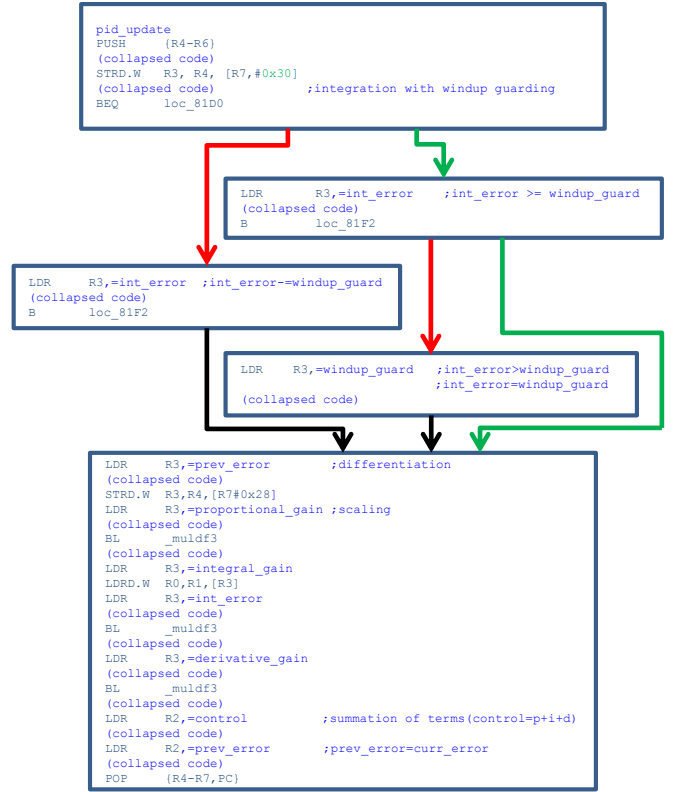 pid_update
PUSH {R4-R6}
(collapsed code)
STRD.W R3, R4, [R7,#0x30]
(collapsed code) ;integration with windup guarding
BEQ loc_81D0
LDR R3,=int_error ;int_error >= windup_guard
(collapsed code)
B loc_81F2
LDR R3,=int_error ;int_error-=windup_guard
(collapsed code)
B loc_81F2
LDR R3,=windup_guard ;int_error>windup_guard
;int_error=windup_guard
(collapsed code)
LDR R3,=prev_error ;differentiation
(collapsed code)
STRD.W R3,R4,[R7#0x28]
LDR R3,=proportional_gain ;scaling
(collapsed code)
BL _muldf3
(collapsed code)
LDR R3,=integral_gain
LDRD.W R0,R1,[R3]
LDR R3,=int_error
(collapsed code)
BL _muldf3
(collapsed code)
LDR R3,=derivative_gain
(collapsed code)
BL _muldf3
(collapsed code)
LDR R2,=control ;summation of terms(control=p+i+d)
(collapsed code)
LDR R2,=prev_error ;prev_error=curr_error
(collapsed code)
POP {R4-R7,PC}